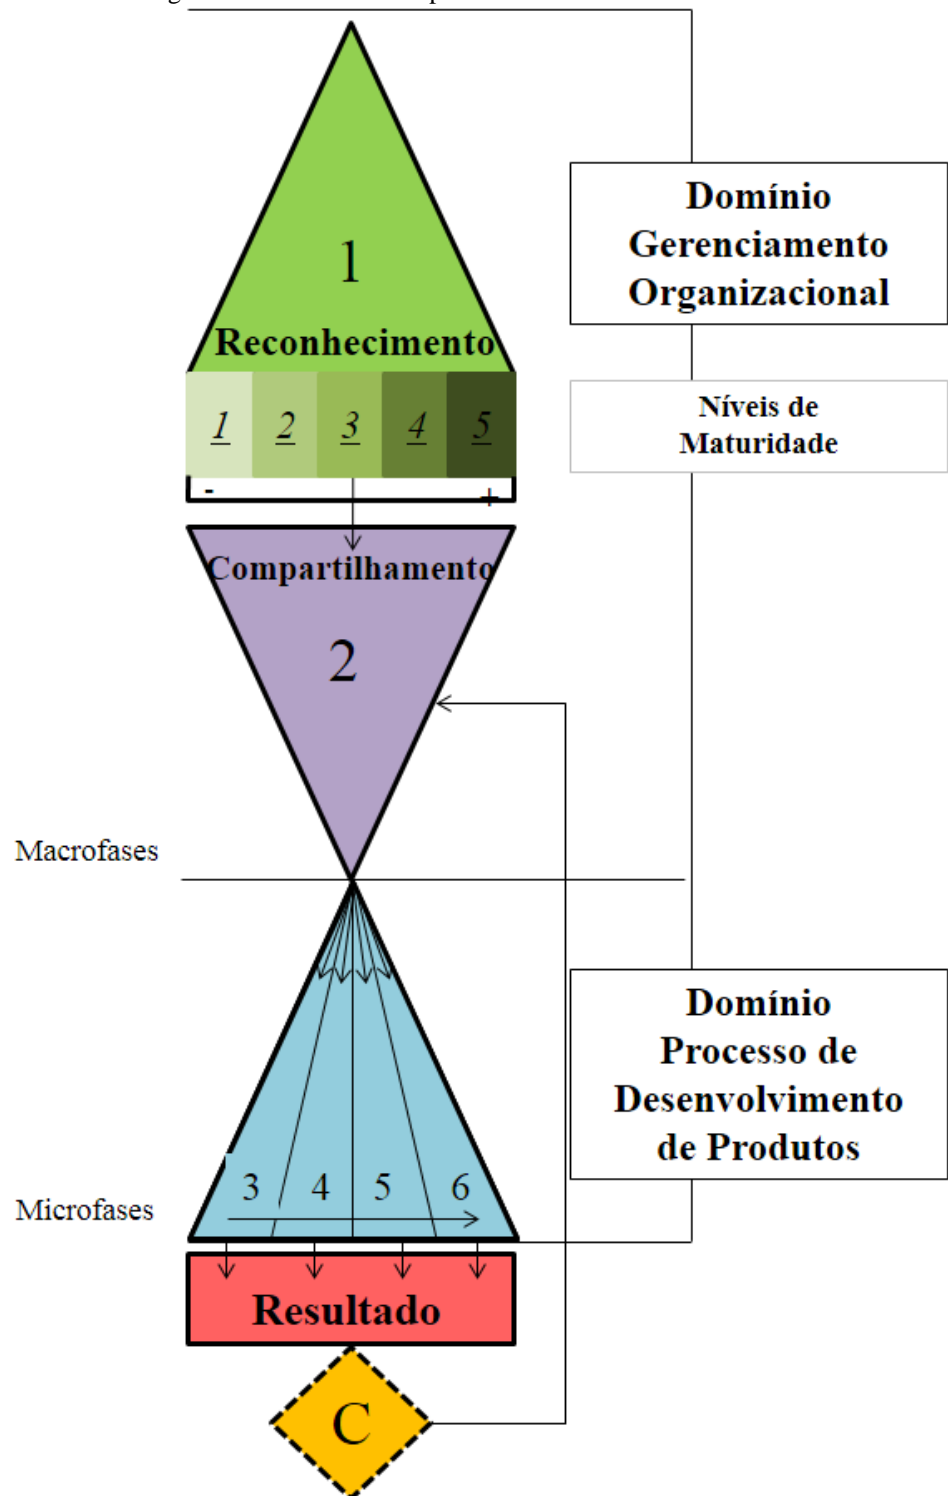 1
Reconhecimento
1 2 3 4 5
- +
Compartilhamento
2
Domínio
Gerenciamento
Organizacional
Níveis de
Maturidade
Macrofases
Domínio
Processo de
Desenvolvimento
de Produtos
3 4 5 6
Microfases
Resultado
C